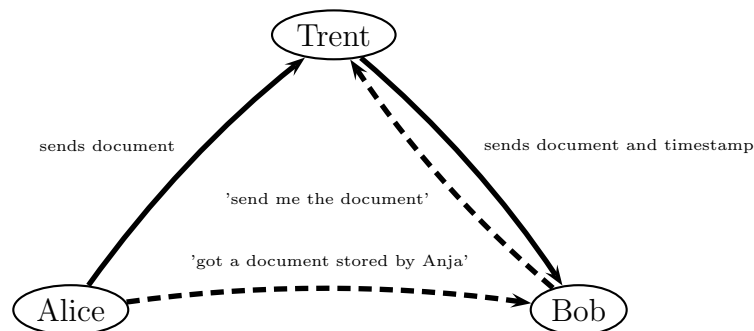 Trent
sends document
sends document and timestamp
'send me the document'
'got a document stored by Anja'
Alice
Bob